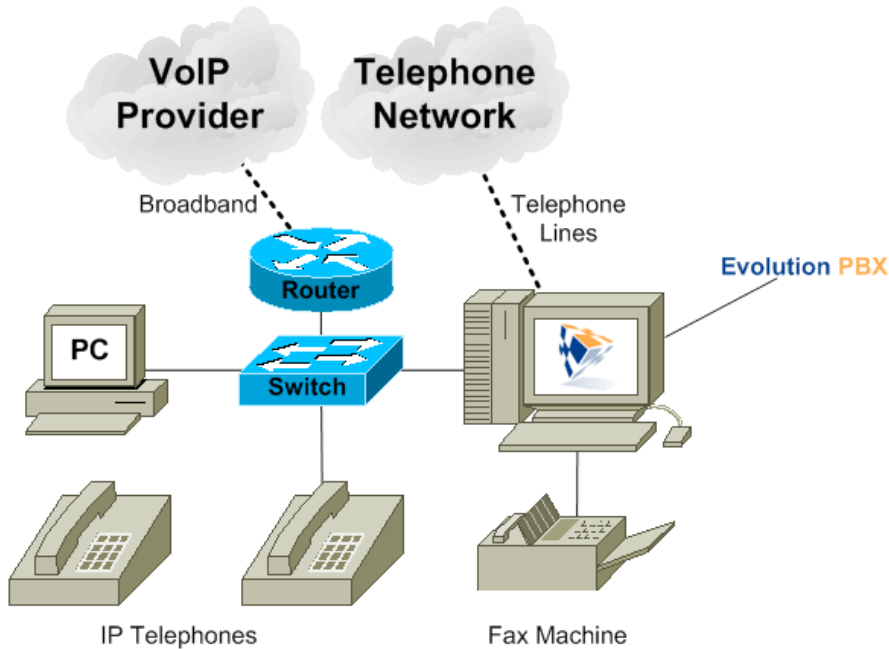 VoIP
Provider
Telephone
Network
Broadband
Telephone
Lines
Router
Evolution PBX
PC
Switch
IP Telephones
Fax Machine